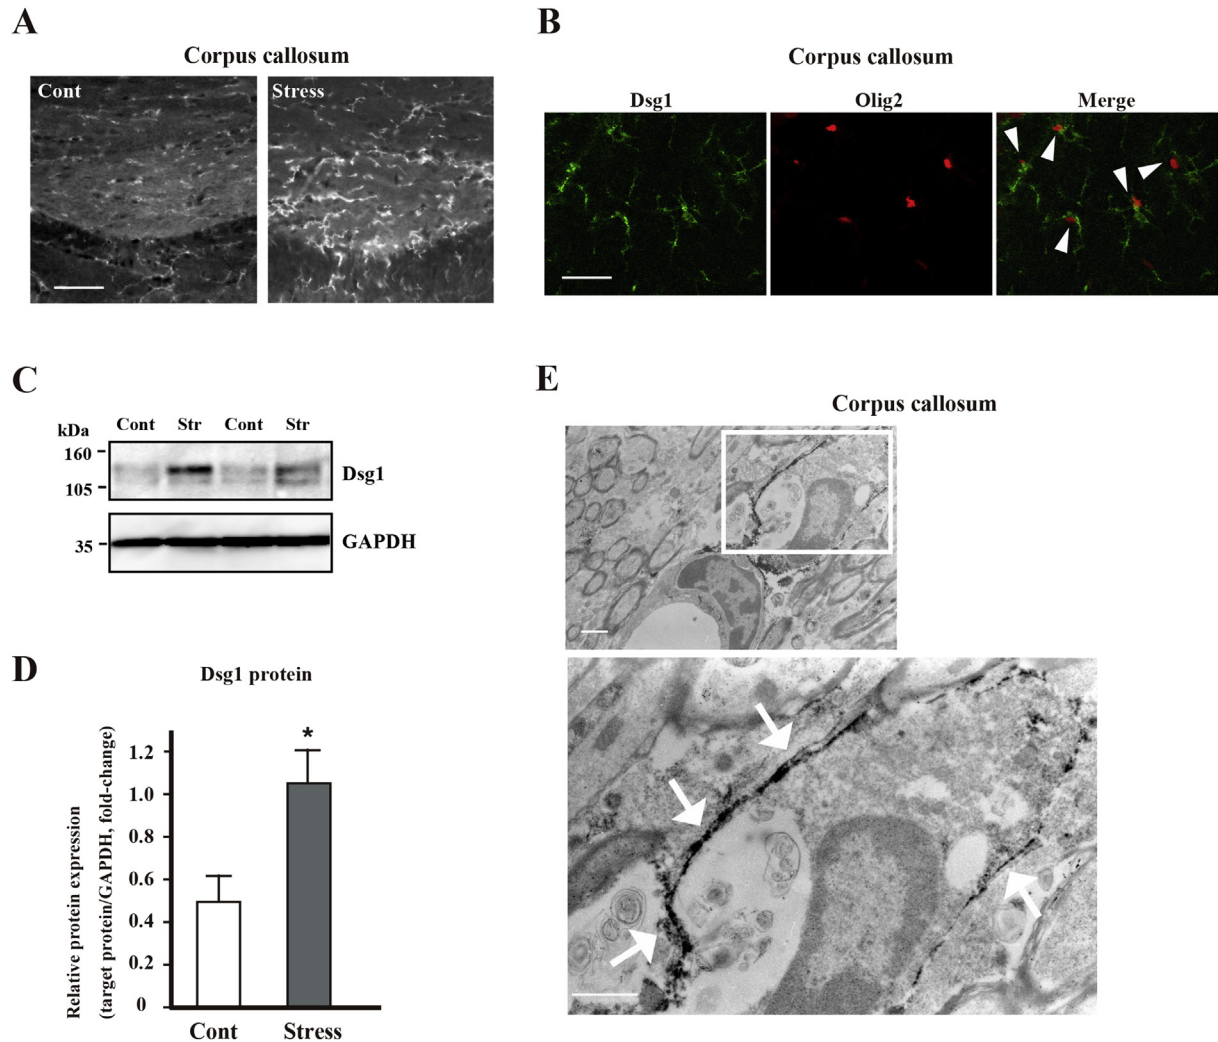 A
Corpus callosum
Cont
Stress
B
Corpus callosum
Dsg1
Olig2
Merge
C
kDa
Cont
Str
Cont
Str
160
105
Dsg1
35
GAPDH
D
Dsg1 protein
Relative protein expression
(target protein/GAPDH, fold-change)
1.2
1.0
0.8
0.6
0.4
0.2
0
*
Cont
Stress
E
Corpus callosum